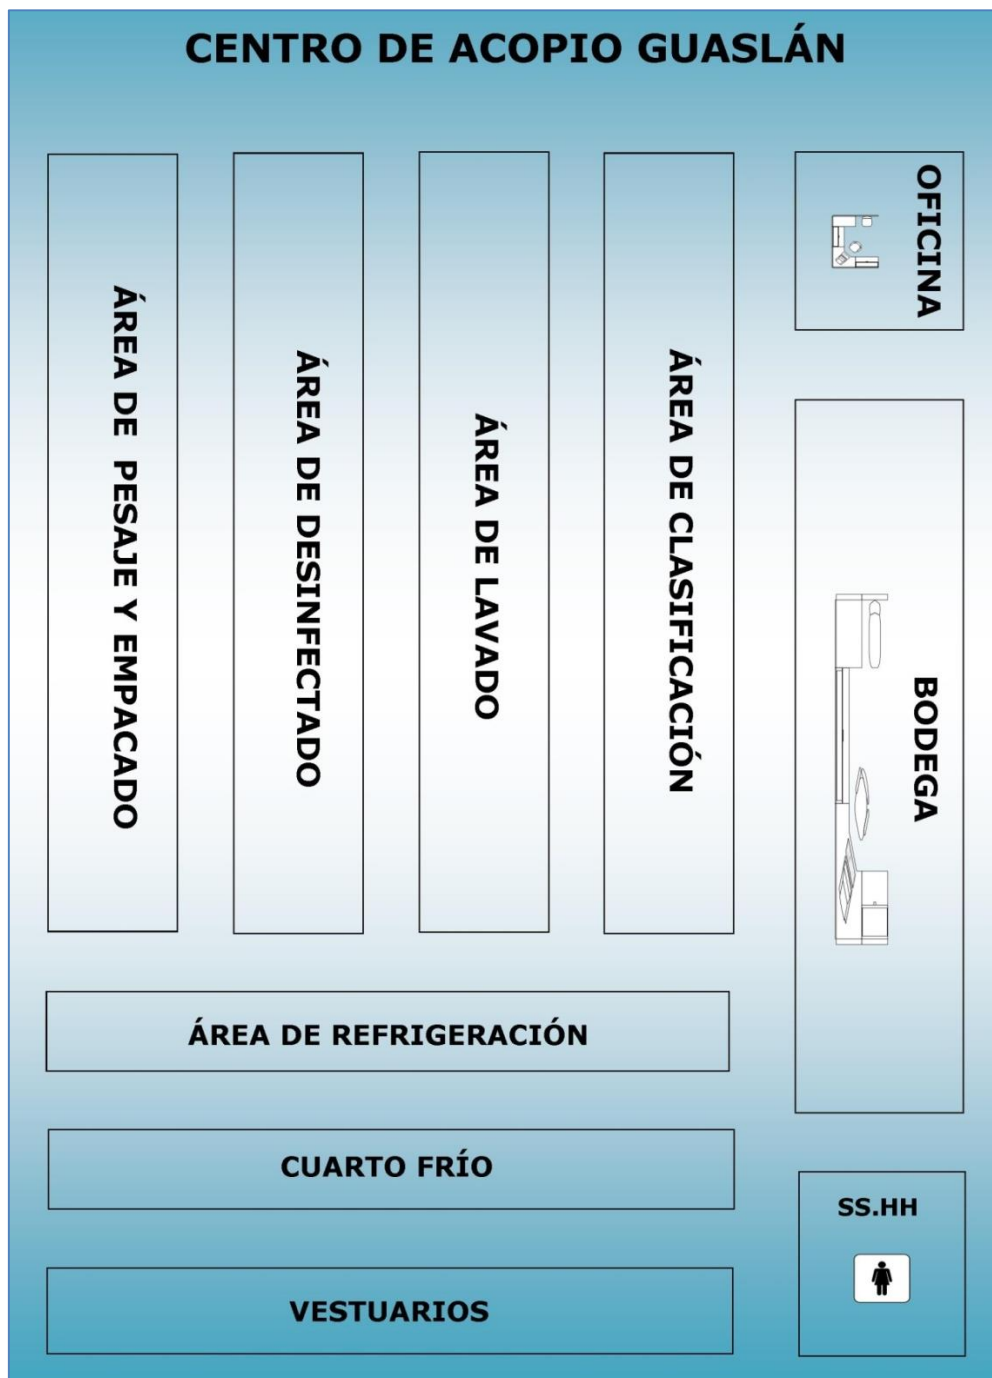 CENTRO DE ACOPIO GUASLÁN
ÁREA DE PESAJE Y EMPACADO
ÁREA DE DESINFECTADO
ÁREA DE LAVADO
ÁREA DE CLASIFICACIÓN
OFICINA
BODEGA
ÁREA DE REFRIGERACIÓN
CUARTO FRÍO
SS.HH
VESTUARIOS